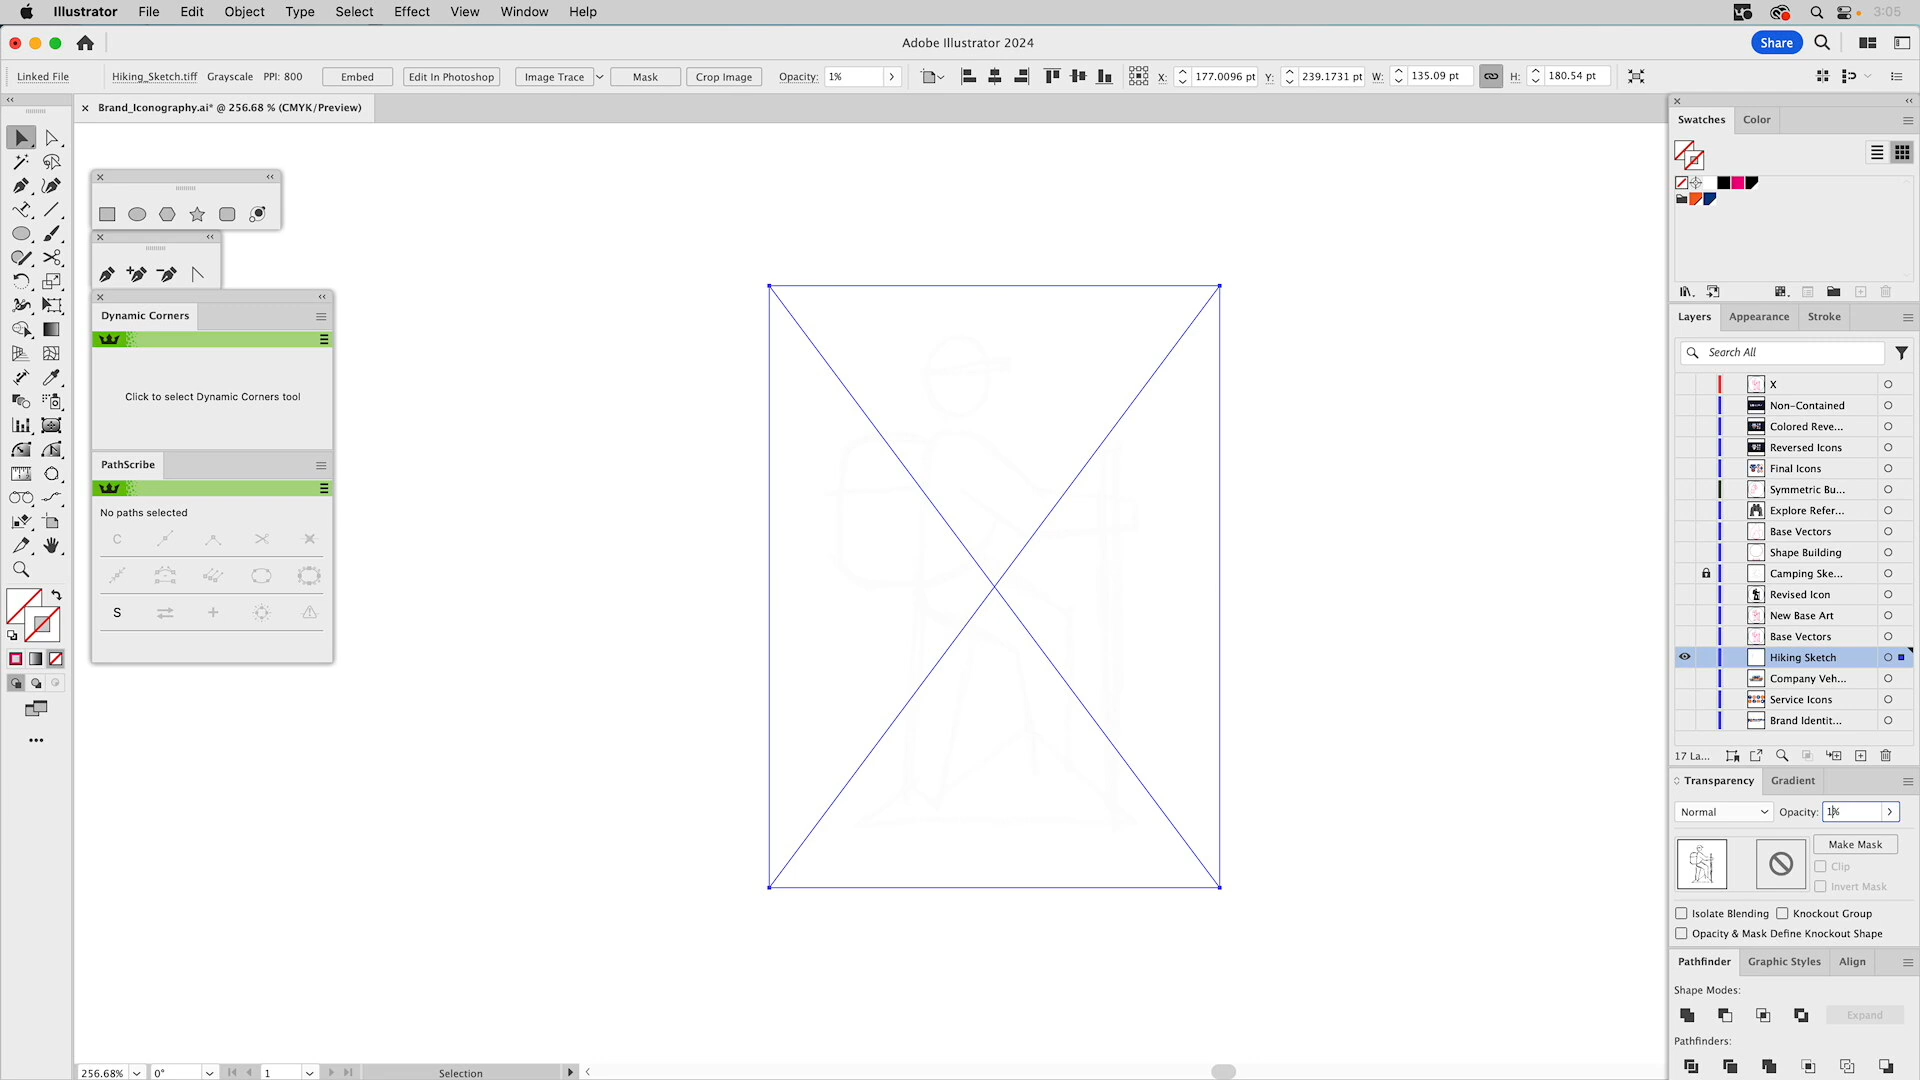 Illustrator File Edit Object Type Select Effect View Window Help 3:05
Adobe Illustrator 2024 Share
Linked File Hiking_Sketch.tiff Grayscale PPI: 800 Embed Edit In Photoshop Image Trace Mask Crop Image Opacity: 1% X: 177.0096 pt Y: 239.1731 pt W: 135.09 pt H: 180.54 pt
Brand_Iconography.ai* @ 256.68 % (CMYK/Preview)
Swatches Color
Dynamic Corners
Click to select Dynamic Corners tool
PathScribe
No paths selected
C
S
Layers Appearance Stroke
Search All
X
Non-Contained
Colored Reve...
Reversed Icons
Final Icons
Symmetric Bu...
Explore Refer...
Base Vectors
Shape Building
Camping Ske...
Revised Icon
New Base Art
Base Vectors
Hiking Sketch
Company Veh...
Service Icons
Brand Identit...
17 La...
Transparency Gradient
Normal Opacity: 1%
Make Mask
Clip
Invert Mask
Isolate Blending Knockout Group
Opacity & Mask Define Knockout Shape
Pathfinder Graphic Styles Align
Shape Modes:
Expand
Pathfinders:
256.68% 0° 1 Selection